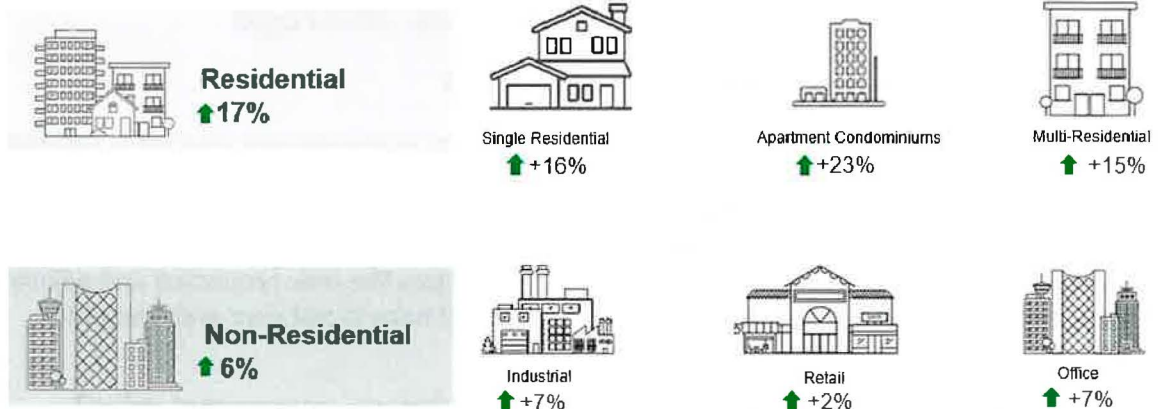 Residential
17%
Single Residential
+16%
Apartment Condominiums
+23%
Multi-Residential
+15%
Non-Residential
6%
Industrial
+7%
Retail
+2%
Office
+7%